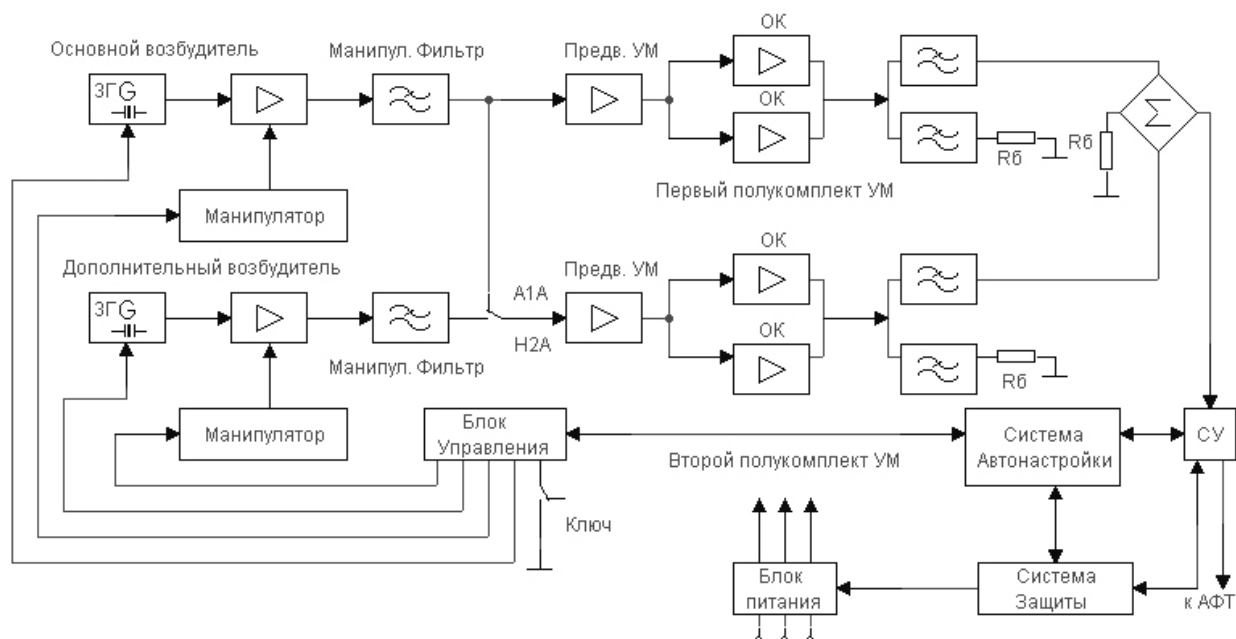 ОК
Основной возбудитель
Манипул. Фильтр
Предв. УМ
ЗГ G
ОК
Rб
Rб
Первый полукомплект УМ
Манипулятор
ОК
Дополнительный возбудитель
Предв. УМ
ЗГ G
А1А
Н2А
ОК
Манипул. Фильтр
Rб
Манипулятор
Блок
Управления
Второй полукомплект УМ
Система
Автонастройки
СУ
Ключ
Блок
питания
Система
Защиты
к АФТ